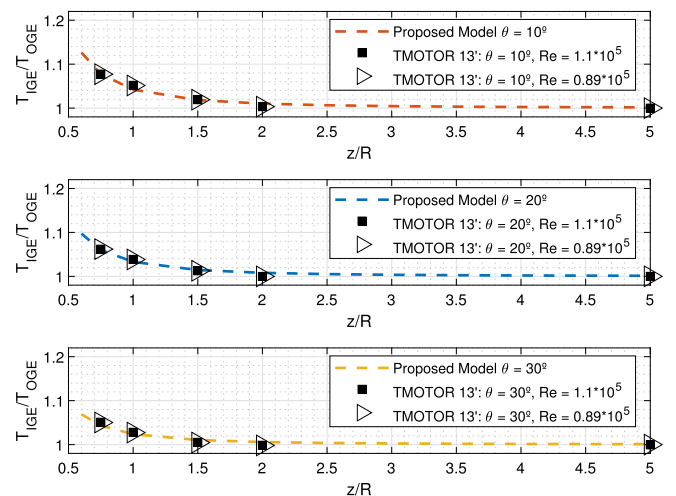 1.2
1.1
1
T_IGE/T_OGE
Proposed Model θ = 10º
TMOTOR 13': θ = 10º, Re = 1.1*10^5
TMOTOR 13': θ = 10º, Re = 0.89*10^5
0.5 1 1.5 2 2.5 3 3.5 4 4.5 5
z/R
1.2
1.1
1
T_IGE/T_OGE
Proposed Model θ = 20º
TMOTOR 13': θ = 20º, Re = 1.1*10^5
TMOTOR 13': θ = 20º, Re = 0.89*10^5
0.5 1 1.5 2 2.5 3 3.5 4 4.5 5
z/R
1.2
1.1
1
T_IGE/T_OGE
Proposed Model θ = 30º
TMOTOR 13': θ = 30º, Re = 1.1*10^5
TMOTOR 13': θ = 30º, Re = 0.89*10^5
0.5 1 1.5 2 2.5 3 3.5 4 4.5 5
z/R